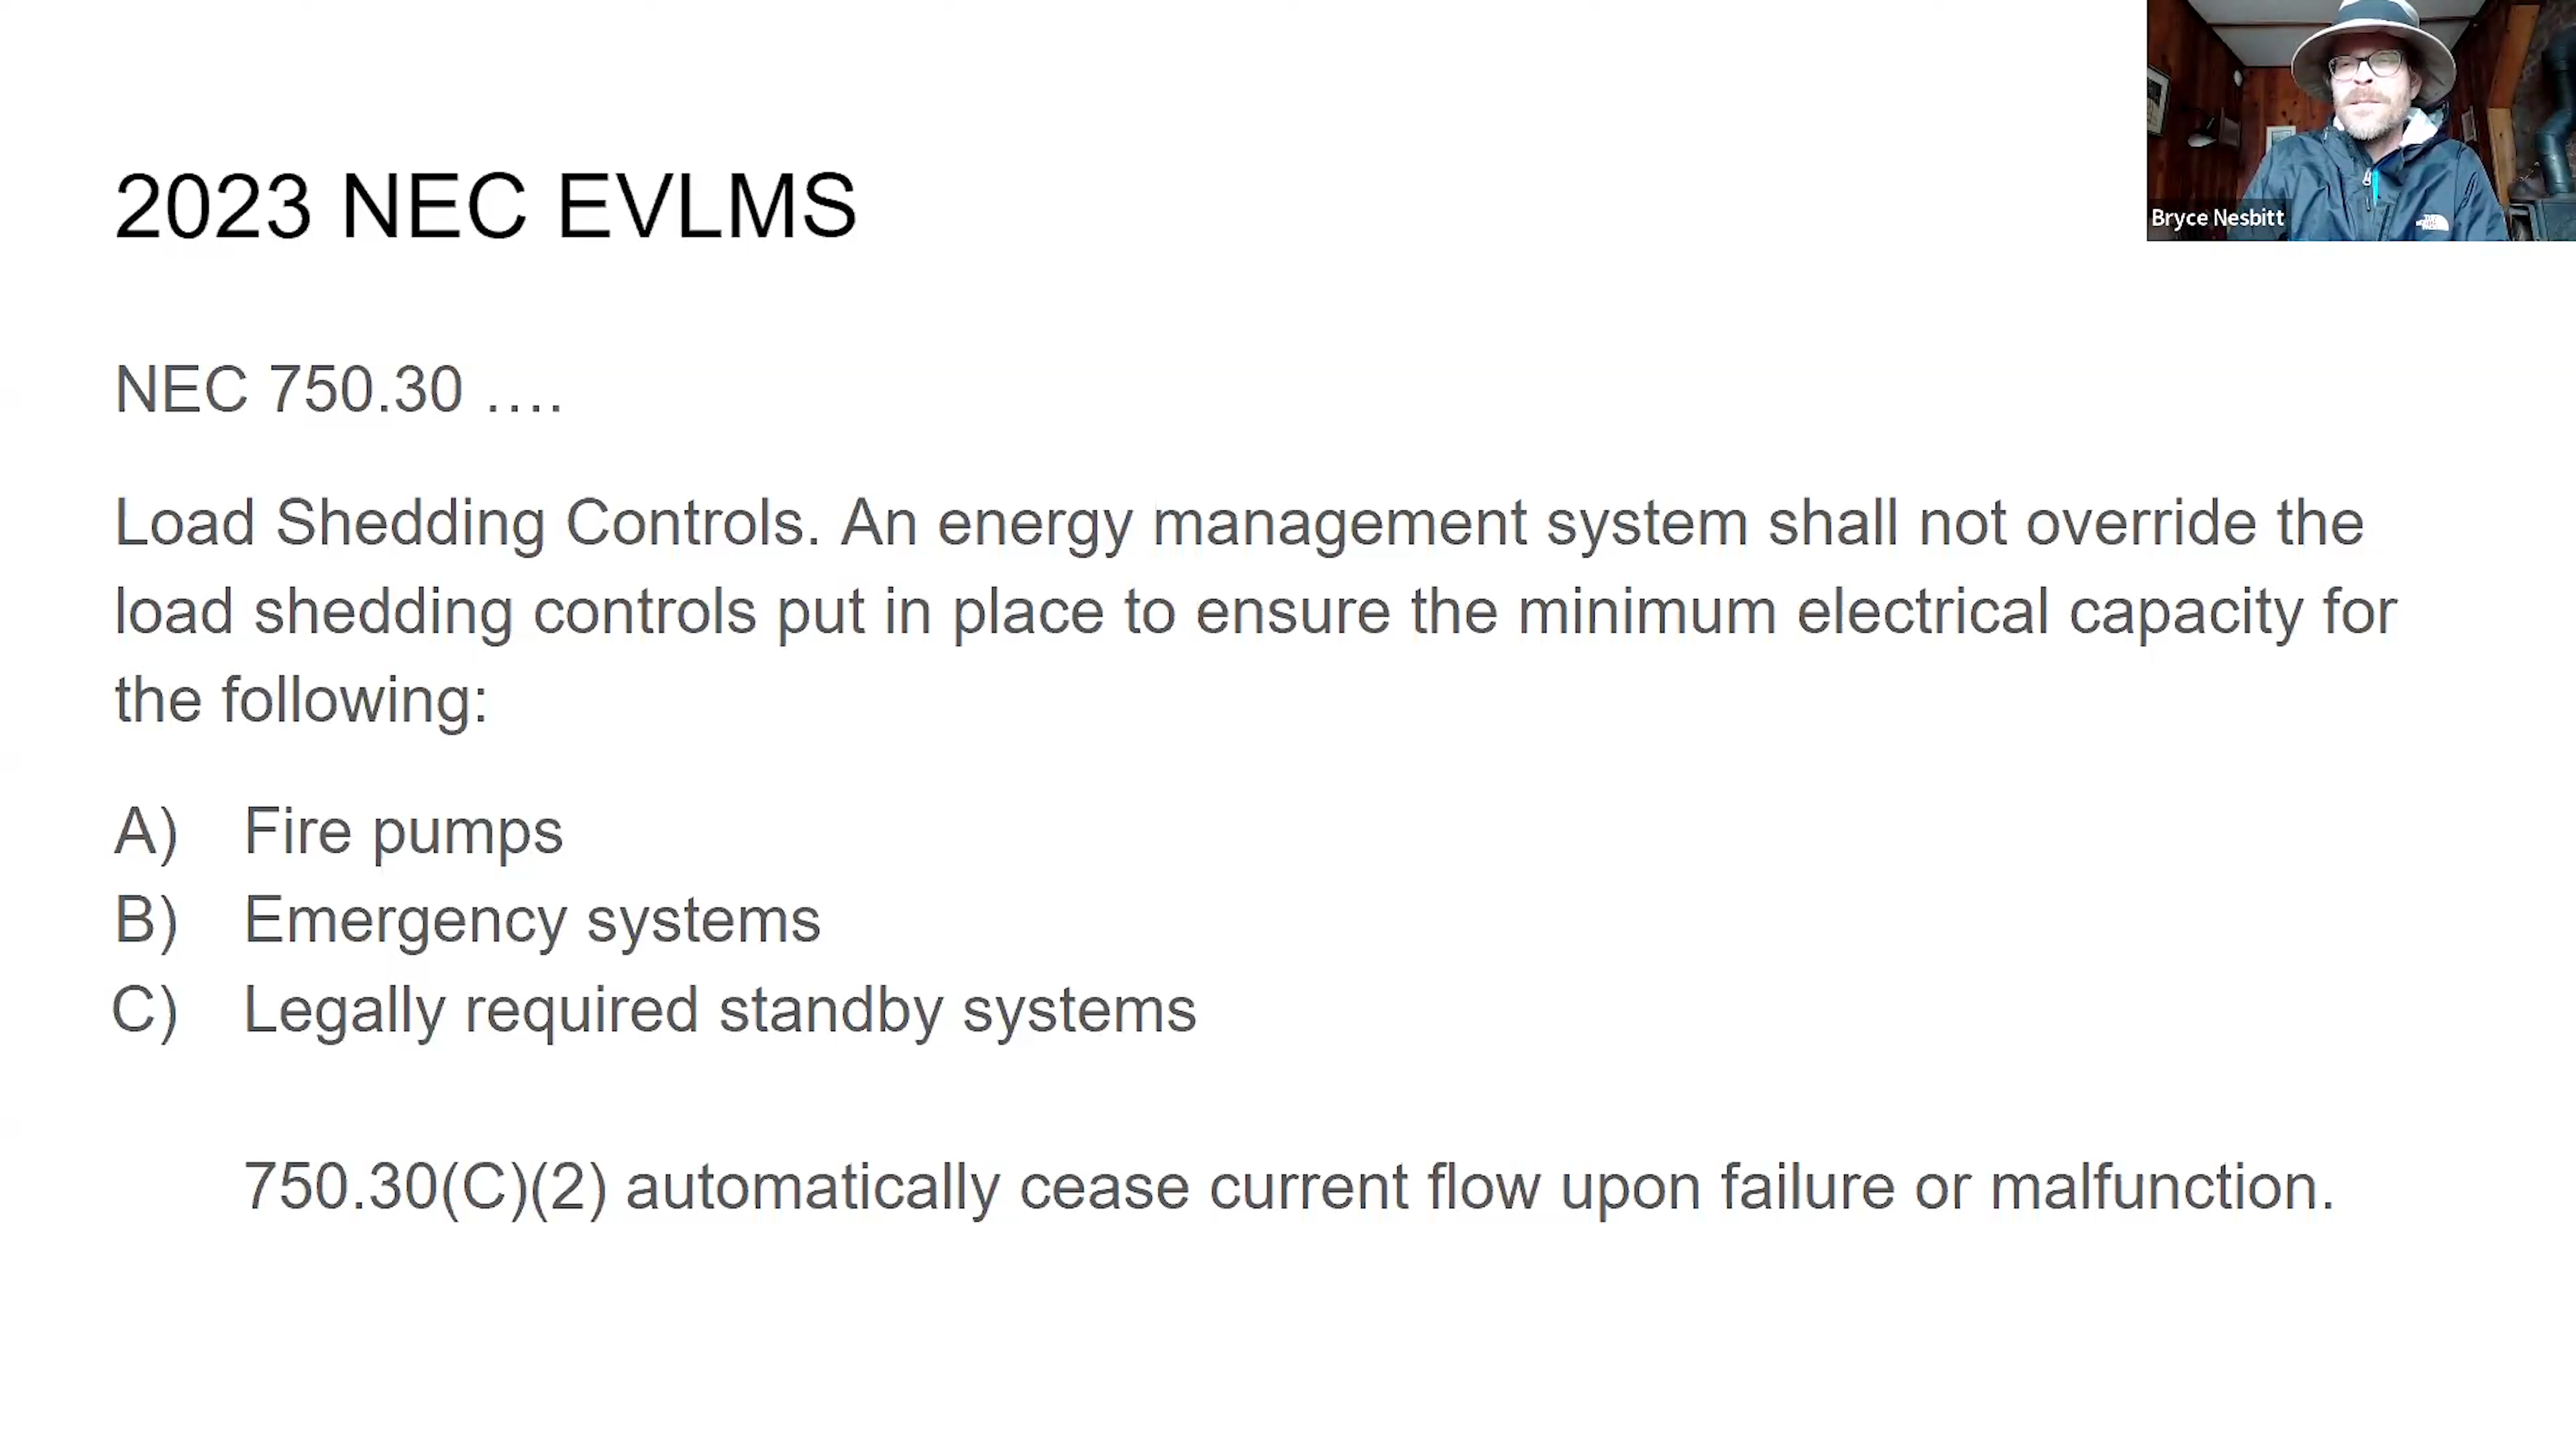 2023 NEC EVLMS
Bryce Nesbitt
NEC 750.30 ....
Load Shedding Controls. An energy management system shall not override the
load shedding controls put in place to ensure the minimum electrical capacity for
the following:
A) Fire pumps
B) Emergency systems
C) Legally required standby systems
750.30(C)(2) automatically cease current flow upon failure or malfunction.